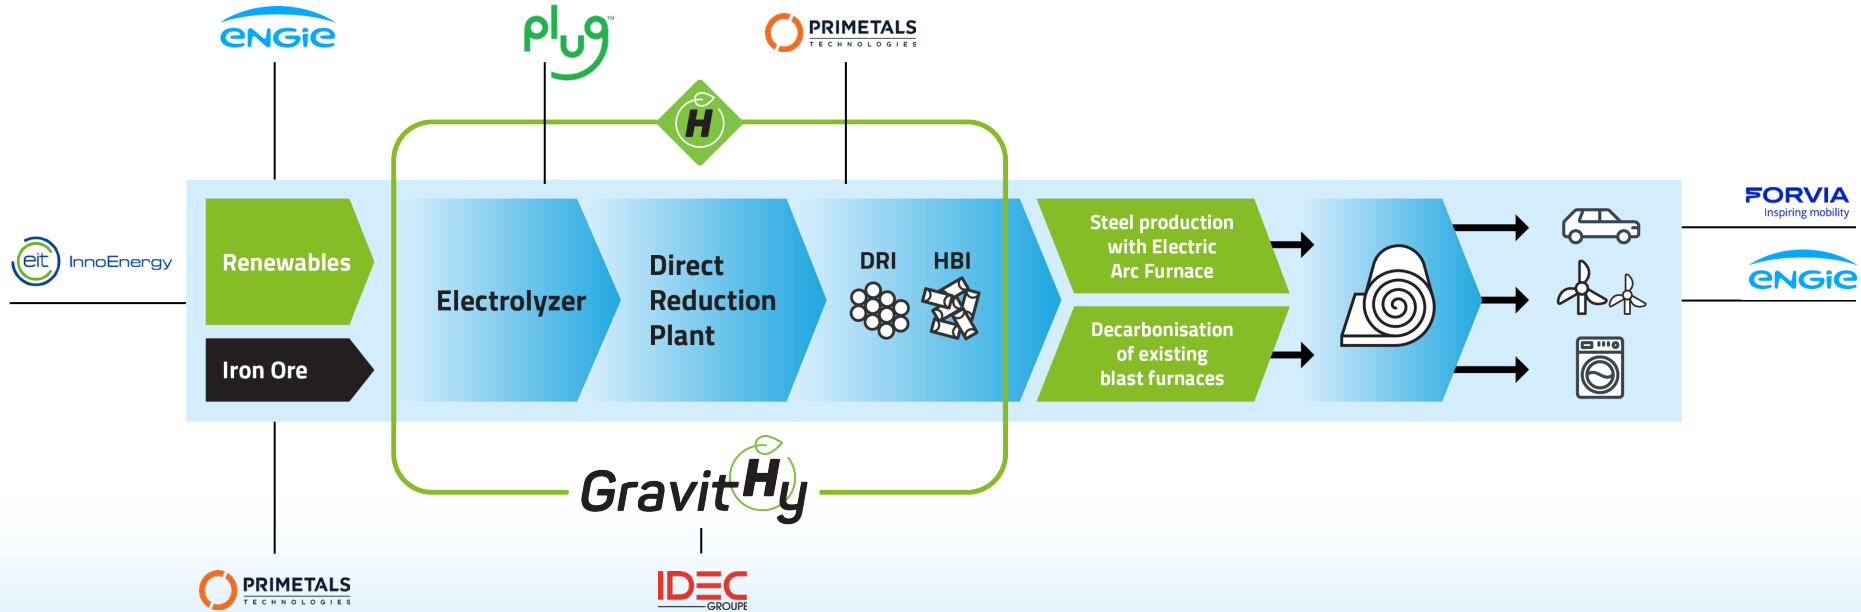 eNGie
plug™
PRIMETALS
TECHNOLOGIES
H
eit InnoEnergy
Renewables
Iron Ore
Electrolyzer
Direct
Reduction
Plant
DRI HBI
Steel production
with Electric
Arc Furnace
Decarbonisation
of existing
blast furnaces
FORVIA
Inspiring mobility
eNGie
GravitHy
PRIMETALS
TECHNOLOGIES
IDEC
GROUPE